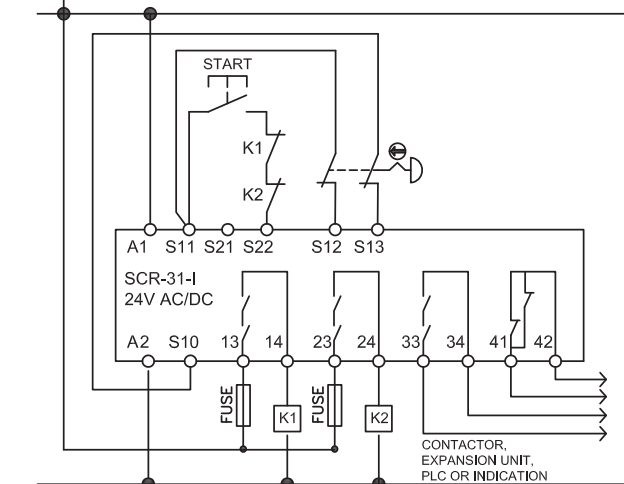 START
K1
K2
A1 S11 S21 S22 S12 S13
SCR-31-I
24V AC/DC
A2 S10 13 14 23 24 33 34 41 42
FUSE K1 FUSE K2
CONTACTOR,
EXPANSION UNIT,
PLC OR INDICATION